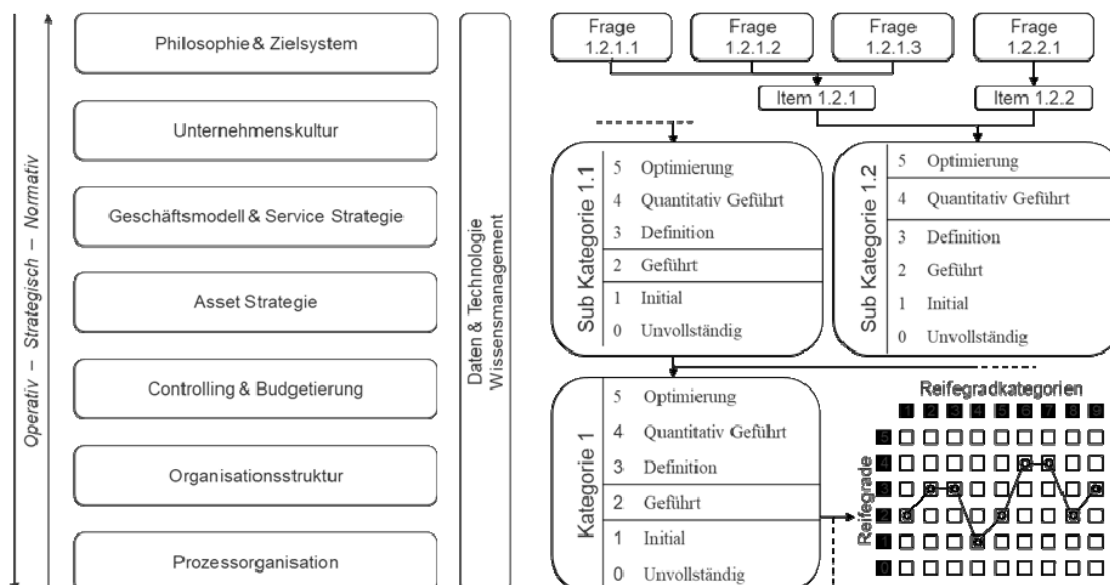 Operativ – Strategisch – Normativ
Philosophie & Zielsystem
Unternehmenskultur
Geschäftsmodell & Service Strategie
Asset Strategie
Controlling & Budgetierung
Organisationsstruktur
Prozessorganisation
Daten & Technologie
Wissensmanagement
Frage
1.2.1.1
Frage
1.2.1.2
Frage
1.2.1.3
Frage
1.2.2.1
Item 1.2.1
Item 1.2.2
Sub Kategorie 1.1
5 Optimierung
4 Quantitativ Geführt
3 Definition
2 Geführt
1 Initial
0 Unvollständig
Sub Kategorie 1.2
5 Optimierung
4 Quantitativ Geführt
3 Definition
2 Geführt
1 Initial
0 Unvollständig
Kategorie 1
5 Optimierung
4 Quantitativ Geführt
3 Definition
2 Geführt
1 Initial
0 Unvollständig
Reifegradkategorien
1 2 3 4 5 6 7 8 9
Reifegrade
5
4
3
2
1
0